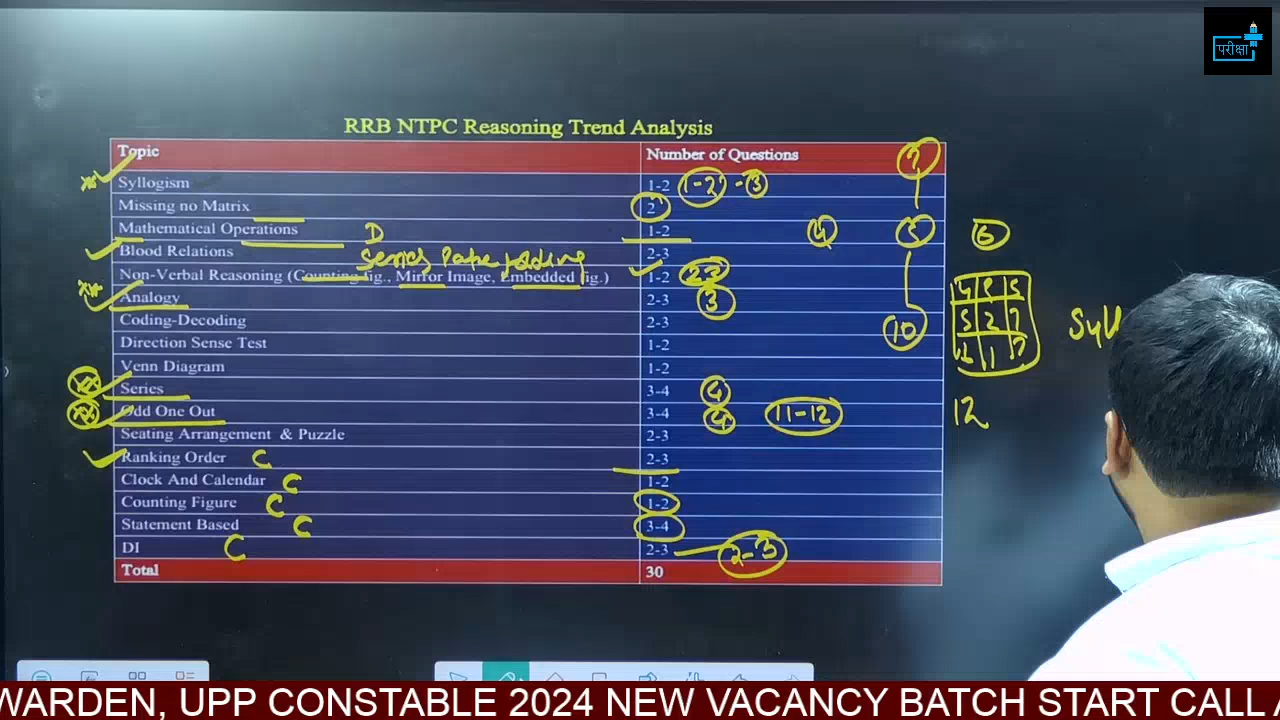 परीक्षा
RRB NTPC Reasoning Trend Analysis
Topic Number of Questions ?
Syllogism 1-2 1-2 - 3
Missing no Matrix 2
Mathematical Operations D 1-2 4 5 6
Blood Relations 2-3
Series Paper folding
Non-Verbal Reasoning (Counting fig., Mirror Image, Embedded fig.) 1-2 2-3
Analogy 2-3 3
Coding-Decoding 2-3 10
5 2 7
Direction Sense Test 1-2
Venn Diagram 1-2
Series 3-4 4
Odd One Out 3-4 4 11-12 12
Seating Arrangement & Puzzle 2-3
Ranking Order C 2-3
Clock And Calendar C 1-2
Counting Figure C 1-2
Statement Based C 3-4
DI C 2-3 2-3
Total 30
WARDEN, UPP CONSTABLE 2024 NEW VACANCY BATCH START CALL